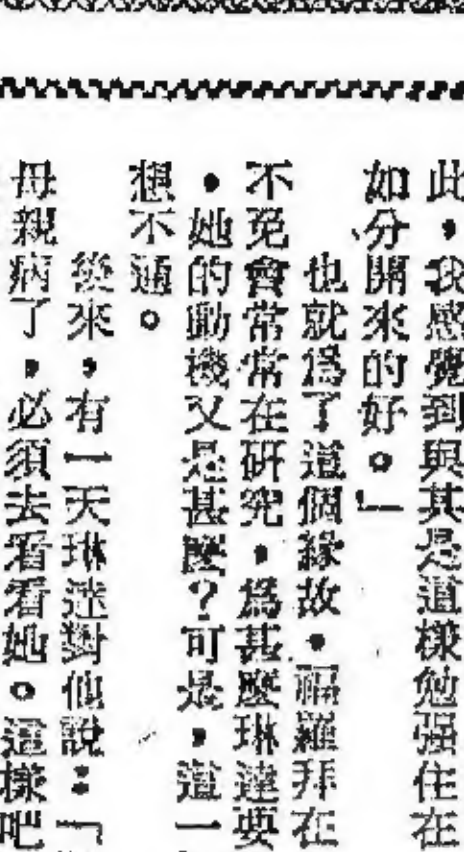 此，我感覺到與其是這樣勉强住在
如分開來的好。」
也就爲了這個緣故，福羅拜在
不免會常常在研究，爲甚麼琳達要
，她的動機又是甚麼？可是，這一
想不通。
後來，有一天琳達對他說：「
母親病了，必須去看看她。這樣吧